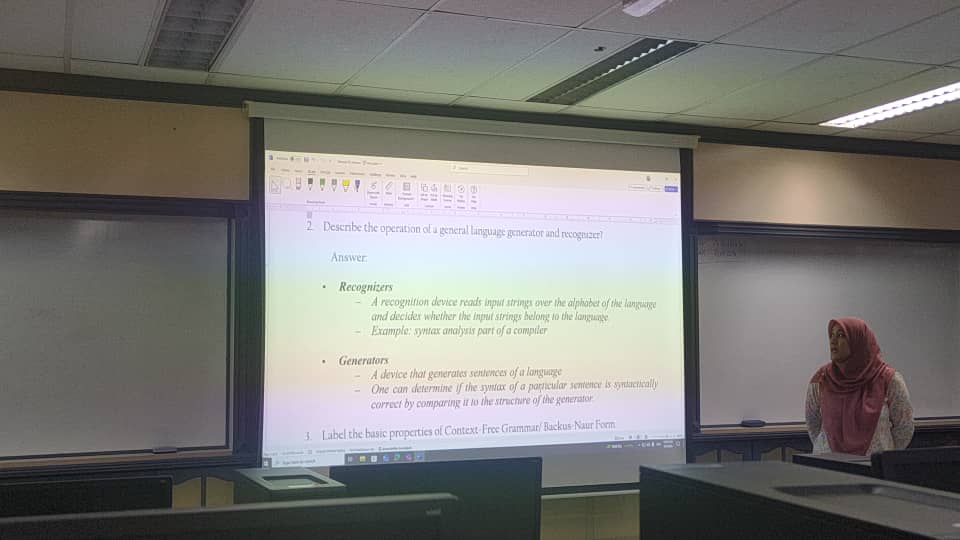 2. Describe the operation of a general language generator and recognizer?
Answer:
• Recognizers
– A recognition device reads input strings over the alphabet of the language
and decides whether the input strings belong to the language.
– Example: syntax analysis part of a compiler
• Generators
– A device that generates sentences of a language
– One can determine if the syntax of a particular sentence is syntactically
correct by comparing it to the structure of the generator.
3. Label the basic properties of Context-Free Grammar/ Backus-Naur Form.